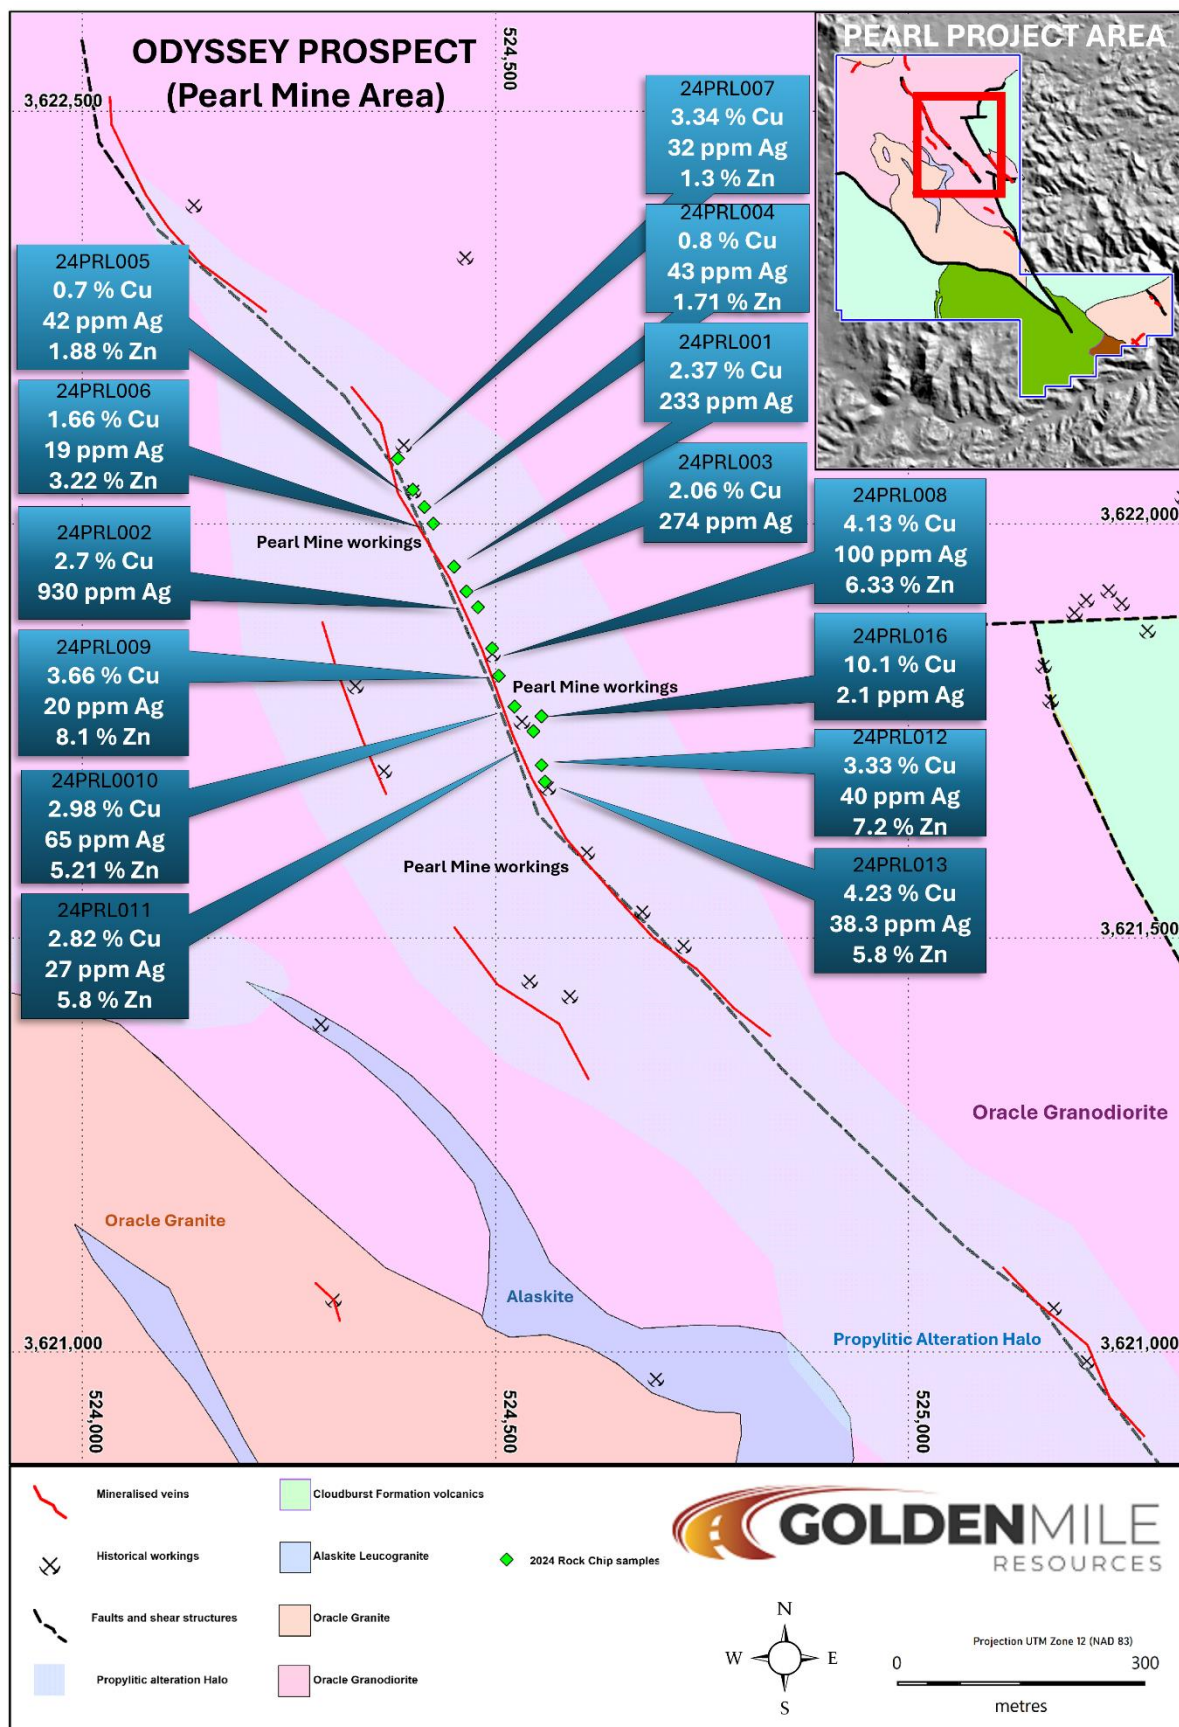 ODYSSEY PROSPECT
(Pearl Mine Area)
PEARL PROJECT AREA
524,500
3,622,500
24PRL007
3.34 % Cu
32 ppm Ag
1.3 % Zn
24PRL004
0.8 % Cu
43 ppm Ag
1.71 % Zn
24PRL005
0.7 % Cu
42 ppm Ag
1.88 % Zn
24PRL001
2.37 % Cu
233 ppm Ag
24PRL006
1.66 % Cu
19 ppm Ag
3.22 % Zn
24PRL003
2.06 % Cu
274 ppm Ag
24PRL008
4.13 % Cu
100 ppm Ag
6.33 % Zn
3,622,000
24PRL002
2.7 % Cu
930 ppm Ag
Pearl Mine workings
24PRL016
10.1 % Cu
2.1 ppm Ag
24PRL009
3.66 % Cu
20 ppm Ag
8.1 % Zn
Pearl Mine workings
24PRL012
3.33 % Cu
40 ppm Ag
7.2 % Zn
24PRL0010
2.98 % Cu
65 ppm Ag
5.21 % Zn
Pearl Mine workings
24PRL013
4.23 % Cu
38.3 ppm Ag
5.8 % Zn
24PRL011
2.82 % Cu
27 ppm Ag
5.8 % Zn
3,621,500
Oracle Granodiorite
Oracle Granite
Alaskite
Propylitic Alteration Halo
3,621,000
3,621,000
524,000
524,500
525,000
Mineralised veins
Cloudburst Formation volcanics
Historical workings
Alaskite Leucogranite
2024 Rock Chip samples
Faults and shear structures
Oracle Granite
Propylitic alteration Halo
Oracle Granodiorite
GOLDENMILE
RESOURCES
N
W
E
S
Projection UTM Zone 12 (NAD 83)
0
300
metres